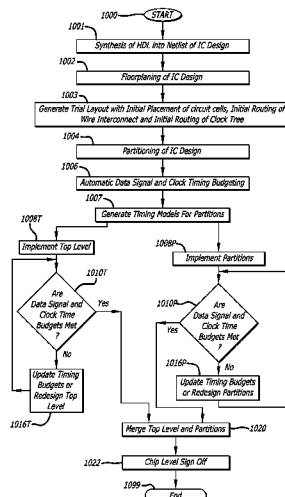 1000
START
1001
Synthesis of HDL into Netlist of IC Design
1002
Floorplaning of IC Design
1003
Generate Trial Layout with Initial Placement of circuit cells, Initial Routing of
Wire Interconnect and Initial Routing of Clock Tree
1004
Partitioning of IC Design
1006
Automatic Data Signal and Clock Timing Budgeting
1007
Generate Timing Models For Partitions
1008T
Implement Top Level
1008P
Implement Partitions
1010T
Are
Data Signal and
Clock Time
Budgets Met
?
Yes
No
Update Timing
Budgets or
Redesign Top
Level
1016T
1010P
Are
Data Signal and
Clock Time
Budgets Met
?
Yes
No
1016P
Update Timing Budgets
or Redesign Partitions
Merge Top Level and Partitions
1020
1022
Chip Level Sign Off
1099
End